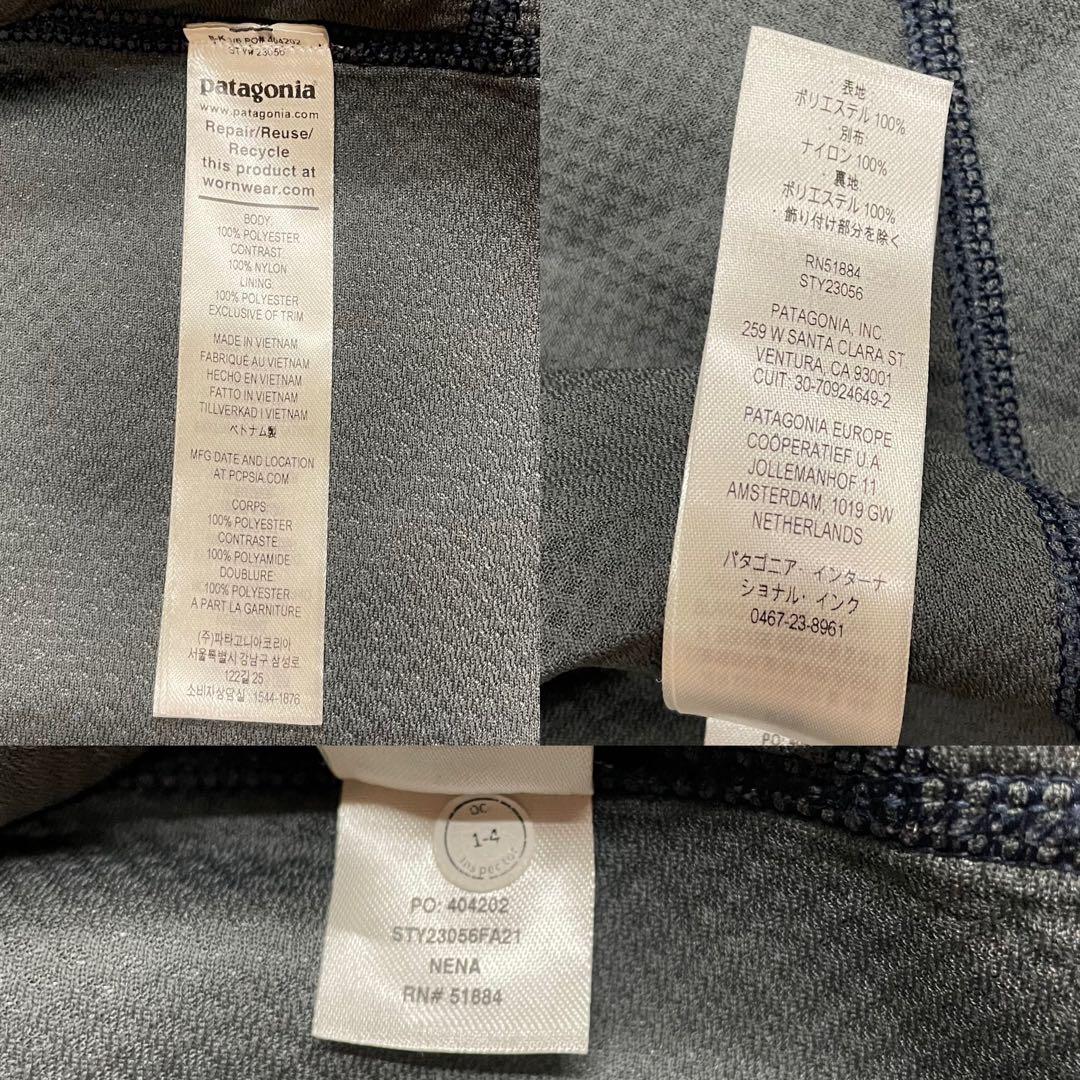 PO# 404202
STY# 23056
patagonia
www.patagonia.com
Repair/Reuse/
Recycle
this product at
wornwear.com
BODY:
100% POLYESTER
CONTRAST
100% NYLON
LINING:
100% POLYESTER
EXCLUSIVE OF TRIM
MADE IN VIETNAM
FABRIQUÉ AU VIETNAM
HECHO EN VIETNAM
FATTO IN VIETNAM
TILLVERKAD I VIETNAM
ベトナム製
MFG DATE AND LOCATION
AT PCPSIA.COM
CORPS:
100% POLYESTER
CONTRASTE:
100% POLYAMIDE
DOUBLURE:
100% POLYESTER
À PART LA GARNITURE
(주)파타고니아코리아
서울특별시 강남구 삼성로
122길 25
소비자상담실 : 1544-1876
・表地
ポリエステル 100%
・別布
ナイロン 100%
・裏地
ポリエステル 100%
・飾り付け部分を除く
RN51884
STY23056
PATAGONIA, INC
259 W SANTA CLARA ST
VENTURA, CA 93001
CUIT: 30-70924649-2
PATAGONIA EUROPE
COÖPERATIEF U.A.
JOLLEMANHOF 11
AMSTERDAM, 1019 GW
NETHERLANDS
パタゴニア・インターナ
ショナル・インク
0467-23-8961
QC
1-4
Inspector
PO: 404202
STY23056FA21
NENA
RN# 51884